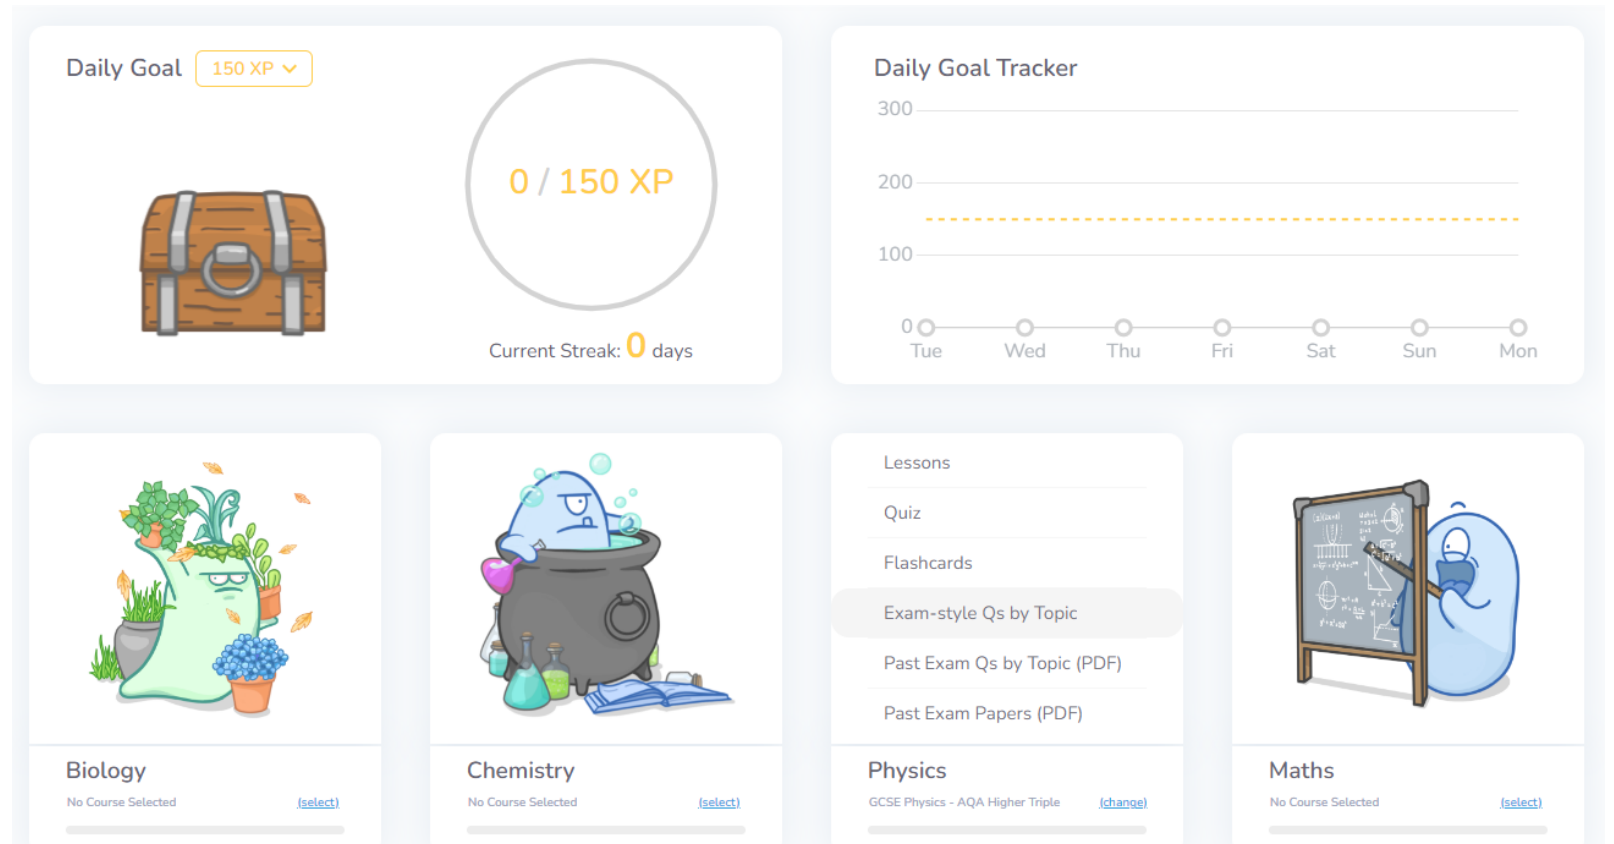 Daily Goal 150 XP
0 / 150 XP
Current Streak: 0 days
Daily Goal Tracker
300
200
100
0
Tue Wed Thu Fri Sat Sun Mon
Biology
No Course Selected (select)
Chemistry
No Course Selected (select)
Lessons
Quiz
Flashcards
Exam-style Qs by Topic
Past Exam Qs by Topic (PDF)
Past Exam Papers (PDF)
Physics
GCSE Physics - AQA Higher Triple (change)
Maths
No Course Selected (select)